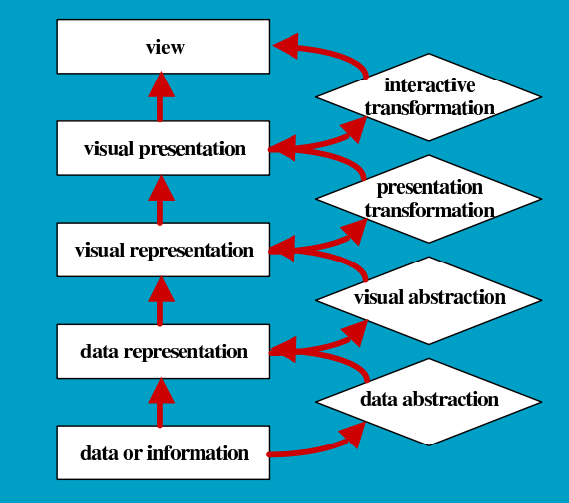 view
interactive
transformation
visual presentation
presentation
transformation
visual representation
visual abstraction
data representation
data abstraction
data or information